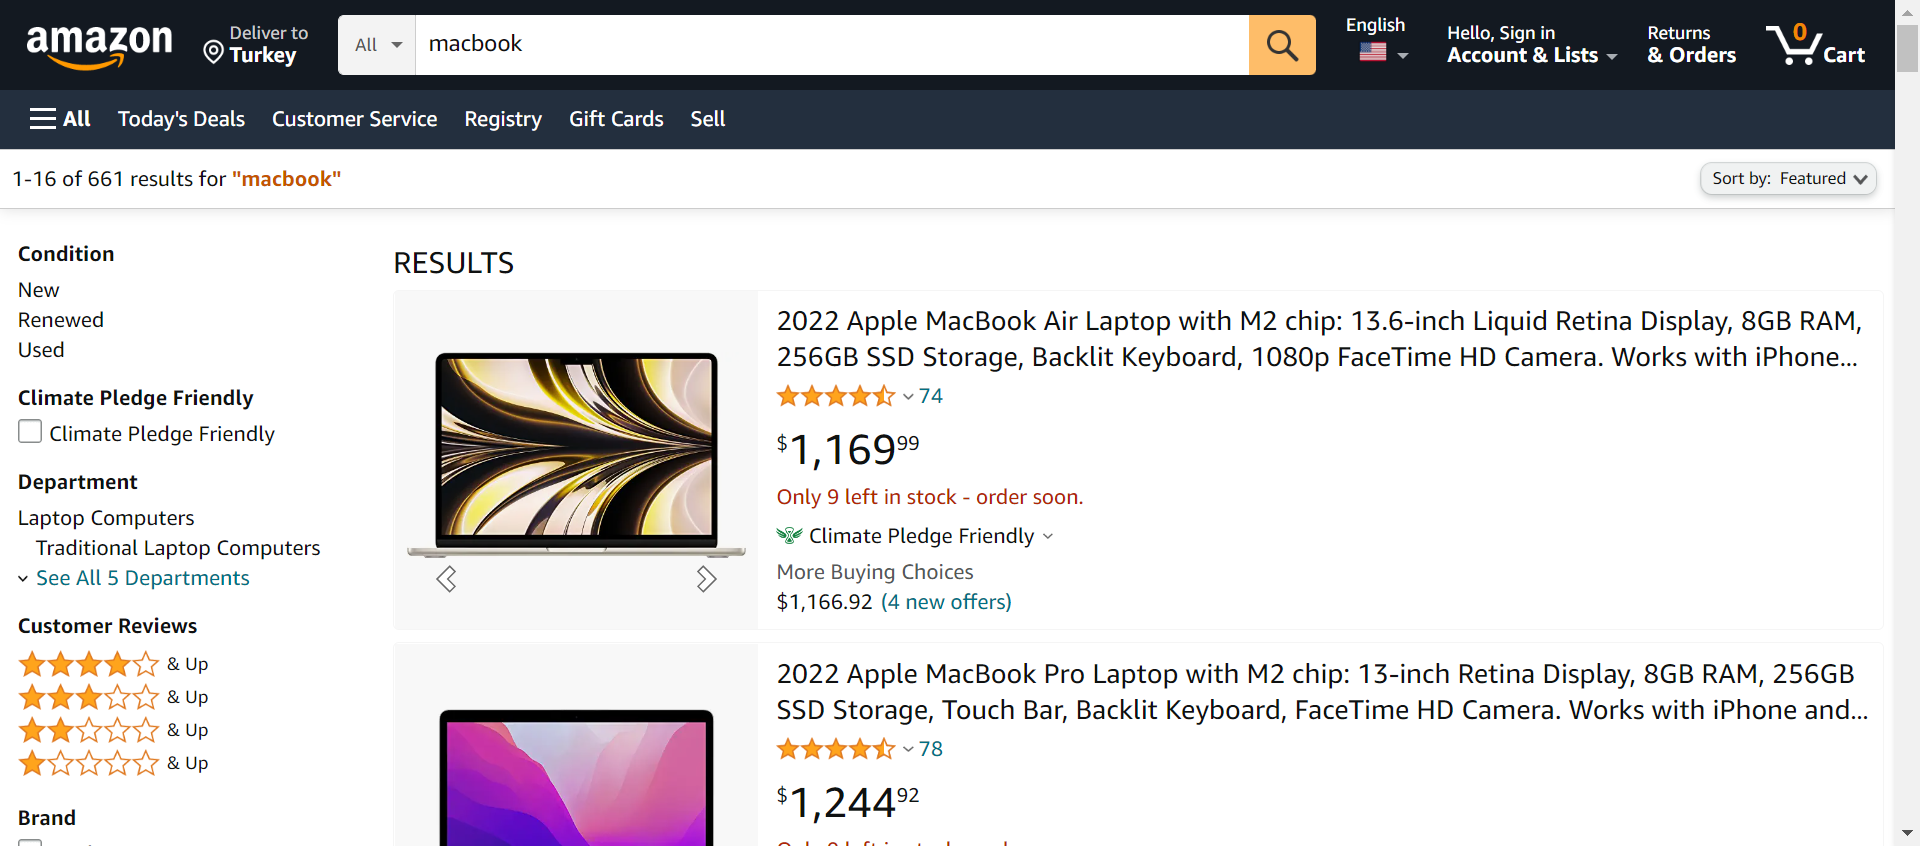 amazon
Deliver to
Turkey
All
macbook
English
Hello, Sign in
Account & Lists
Returns
& Orders
0
Cart
All
Today's Deals
Customer Service
Registry
Gift Cards
Sell
1-16 of 661 results for "macbook"
Sort by: Featured
Condition
New
Renewed
Used
Climate Pledge Friendly
Climate Pledge Friendly
Department
Laptop Computers
Traditional Laptop Computers
See All 5 Departments
Customer Reviews
& Up
& Up
& Up
& Up
Brand
RESULTS
2022 Apple MacBook Air Laptop with M2 chip: 13.6-inch Liquid Retina Display, 8GB RAM,
256GB SSD Storage, Backlit Keyboard, 1080p FaceTime HD Camera. Works with iPhone...
74
$1,16999
Only 9 left in stock - order soon.
Climate Pledge Friendly
More Buying Choices
$1,166.92 (4 new offers)
2022 Apple MacBook Pro Laptop with M2 chip: 13-inch Retina Display, 8GB RAM, 256GB
SSD Storage, Touch Bar, Backlit Keyboard, FaceTime HD Camera. Works with iPhone and...
78
$1,24492